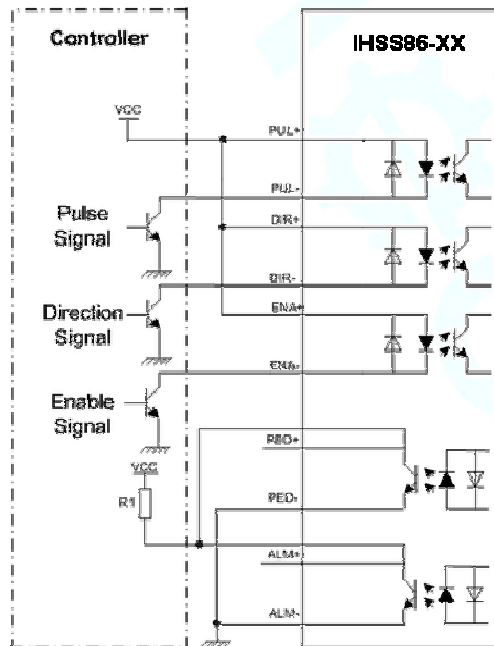 Controller
IHSS86-XX
VCC
PUL+
PUL-
Pulse
Signal
DIR+
DIR-
Direction
Signal
ENA+
ENA-
Enable
Signal
VCC
PED+
R1
PED-
ALM+
ALM-